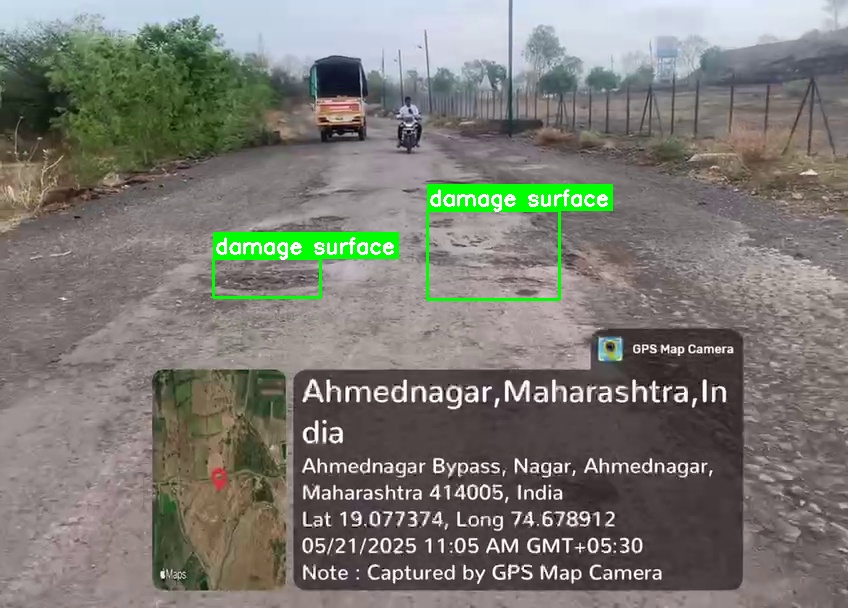 damage surface
damage surface
GPS Map Camera
Ahmednagar,Maharashtra,In
dia
Ahmednagar Bypass, Nagar, Ahmednagar,
Maharashtra 414005, India
Lat 19.077374, Long 74.678912
05/21/2025 11:05 AM GMT+05:30
Note : Captured by GPS Map Camera
Maps